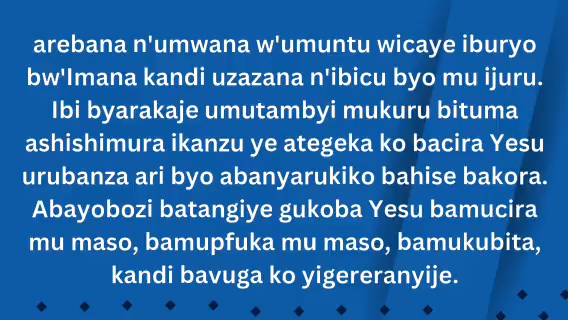 arebana n'umwana w'umuntu wicaye iburyo
bw'Imana kandi uzazana n'ibicu byo mu ijuru.
Ibi byarakaje umutambyi mukuru bituma
ashishimura ikanzu ye ategeka ko bacira Yesu
urubanza ari byo abanyarukiko bahise bakora.
Abayobozi batangiye gukoba Yesu bamucira
mu maso, bamupfuka mu maso, bamukubita,
kandi bavuga ko yigereranyije.